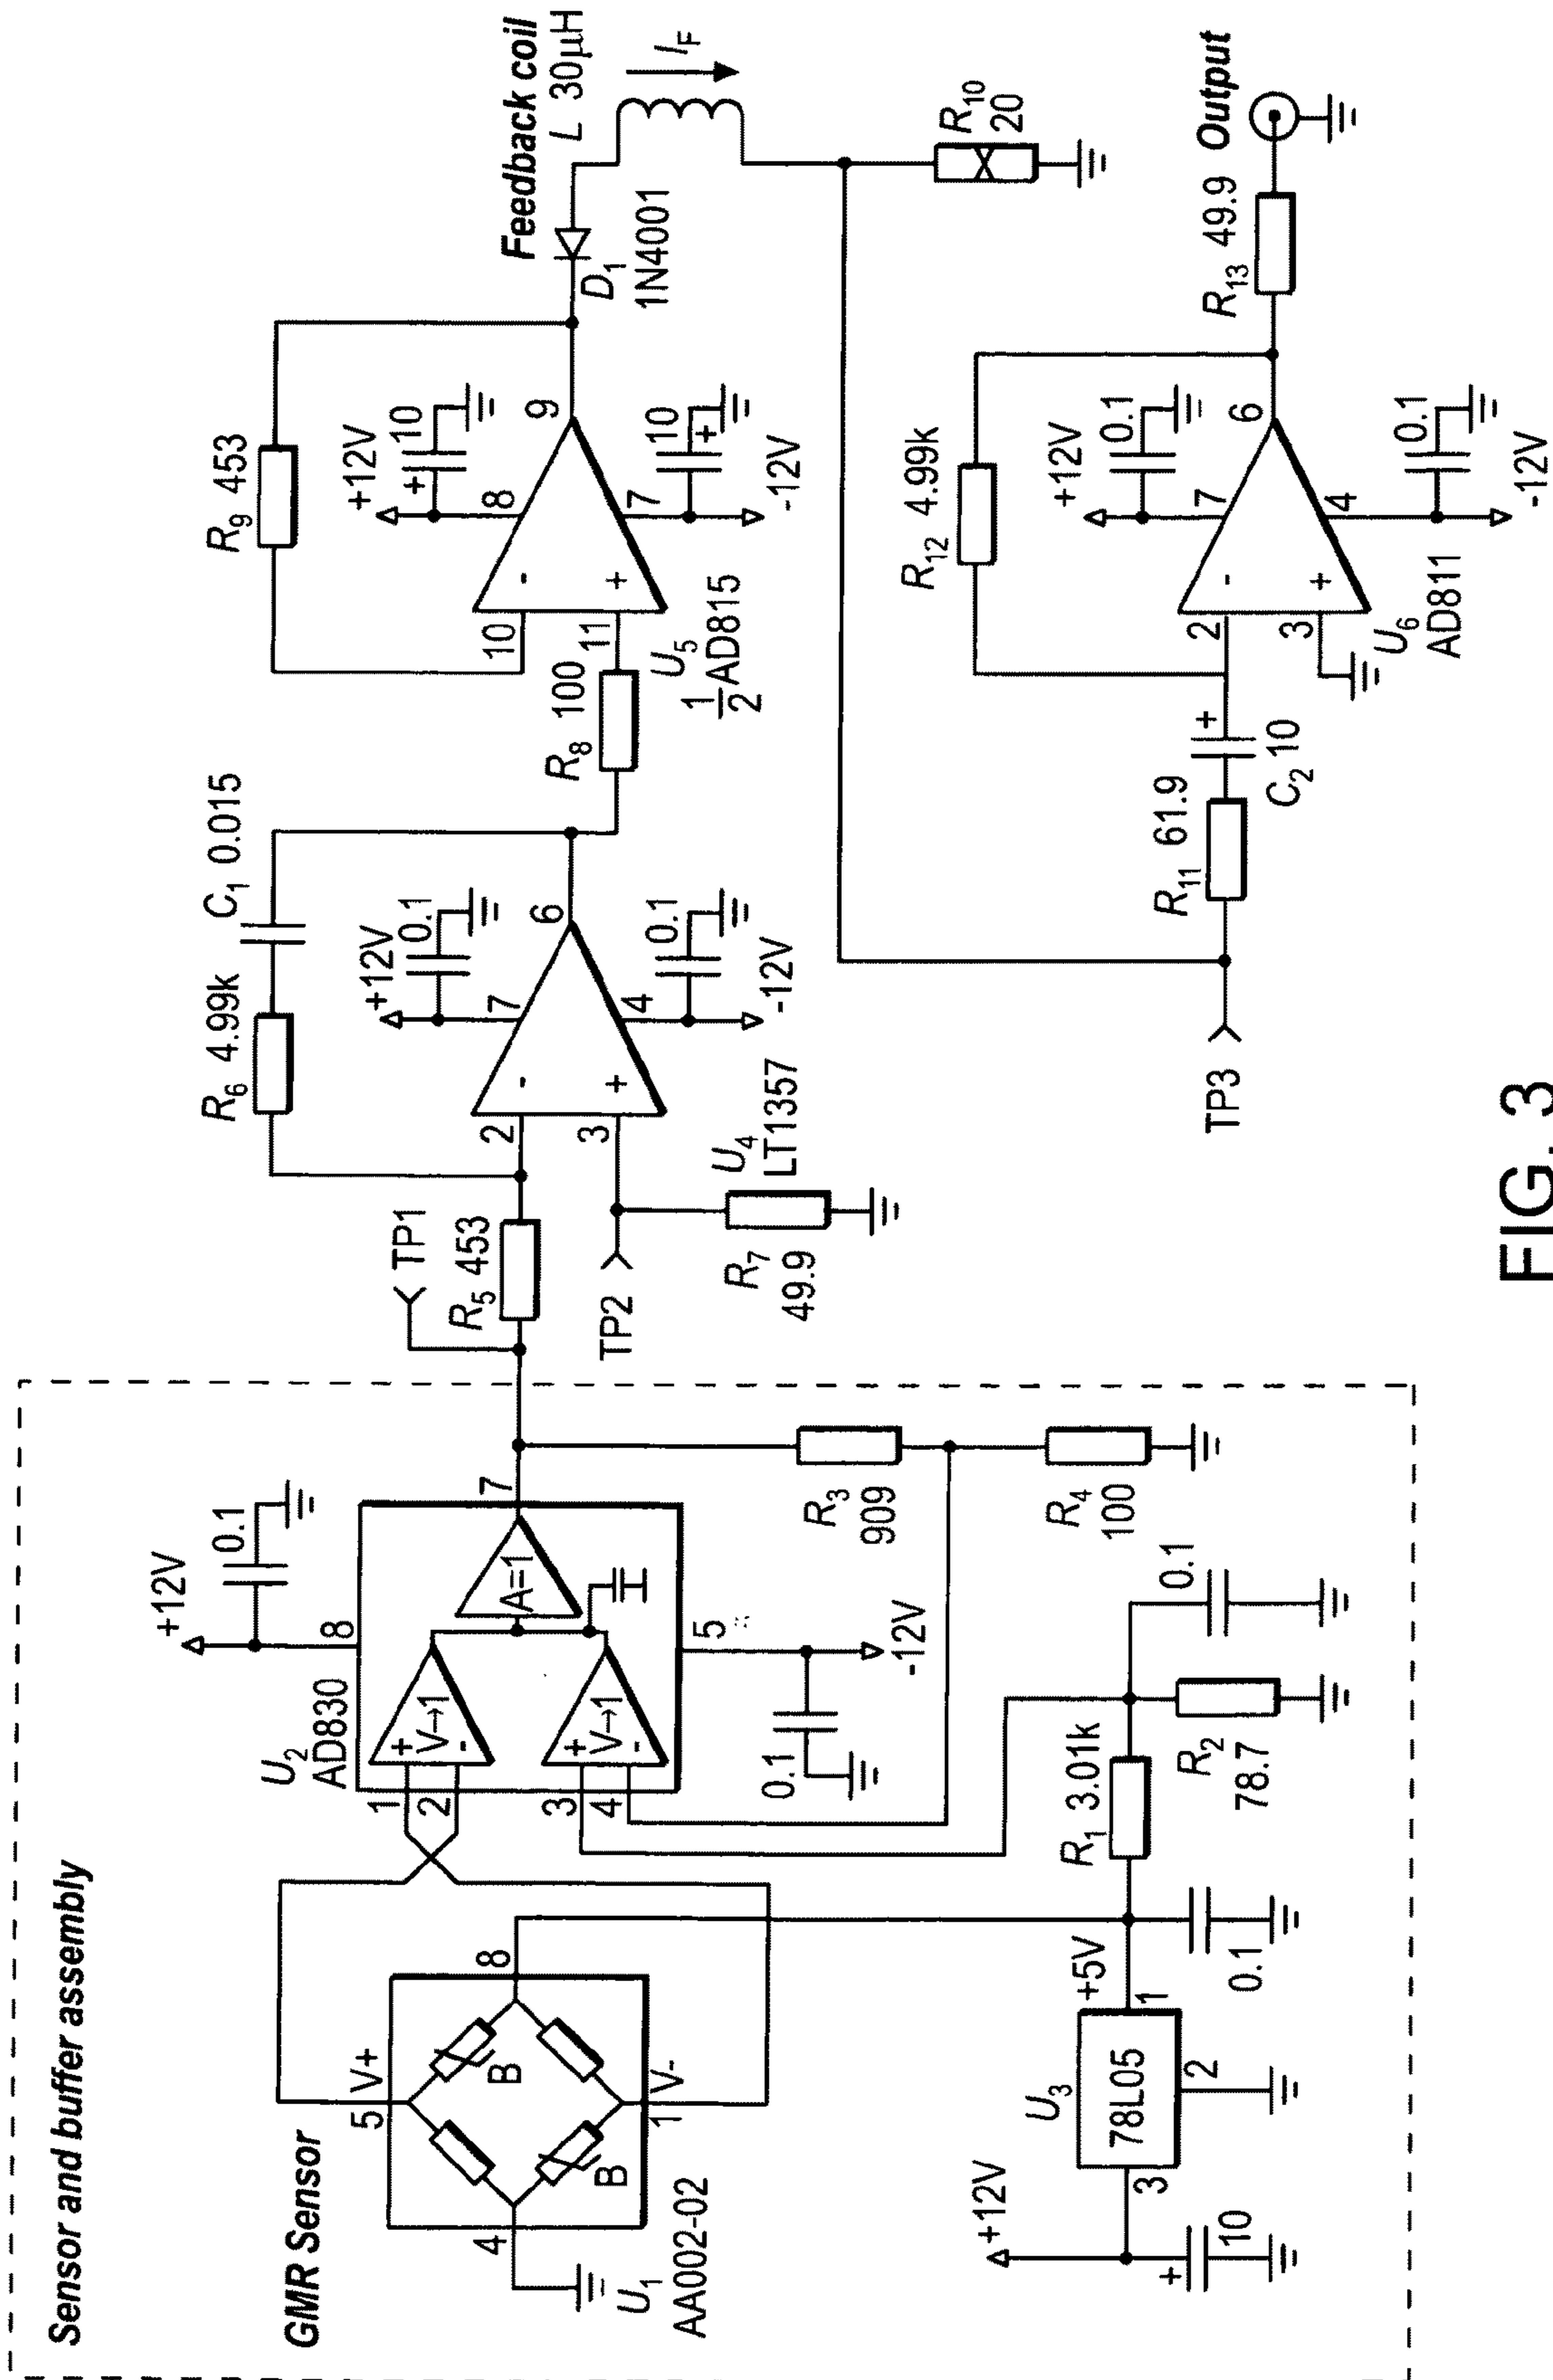 Sensor and buffer assembly
GMR Sensor
5 V+
B
B
8
4
V-
1
U1
AA002-02
U2
AD830
+12V
0.1
8
1
2
3
4
+
V→1
-
+
V→1
-
A=1
7
5
0.1
-12V
R3
909
R4
100
+12V
+
10
U3
78L05
3
2
1
+5V
0.1
R1 3.01k
R2
78.7
0.1
TP1
R5 453
TP2
R7
49.9
R6 4.99k
C1 0.015
2
3
-
+
+12V
0.1
7
6
4
0.1
-12V
U4
LT1357
R8 100
R9 453
10
11
-
+
+12V
+
10
8
9
7
10
+
-12V
U5
1/2 AD815
D1
1N4001
Feedback coil
L 30µH
IF
R10
20
TP3
R11 61.9
+
C2 10
R12 4.99k
2
3
-
+
+12V
0.1
7
6
4
0.1
-12V
U6
AD811
R13 49.9
Output
FIG. 3